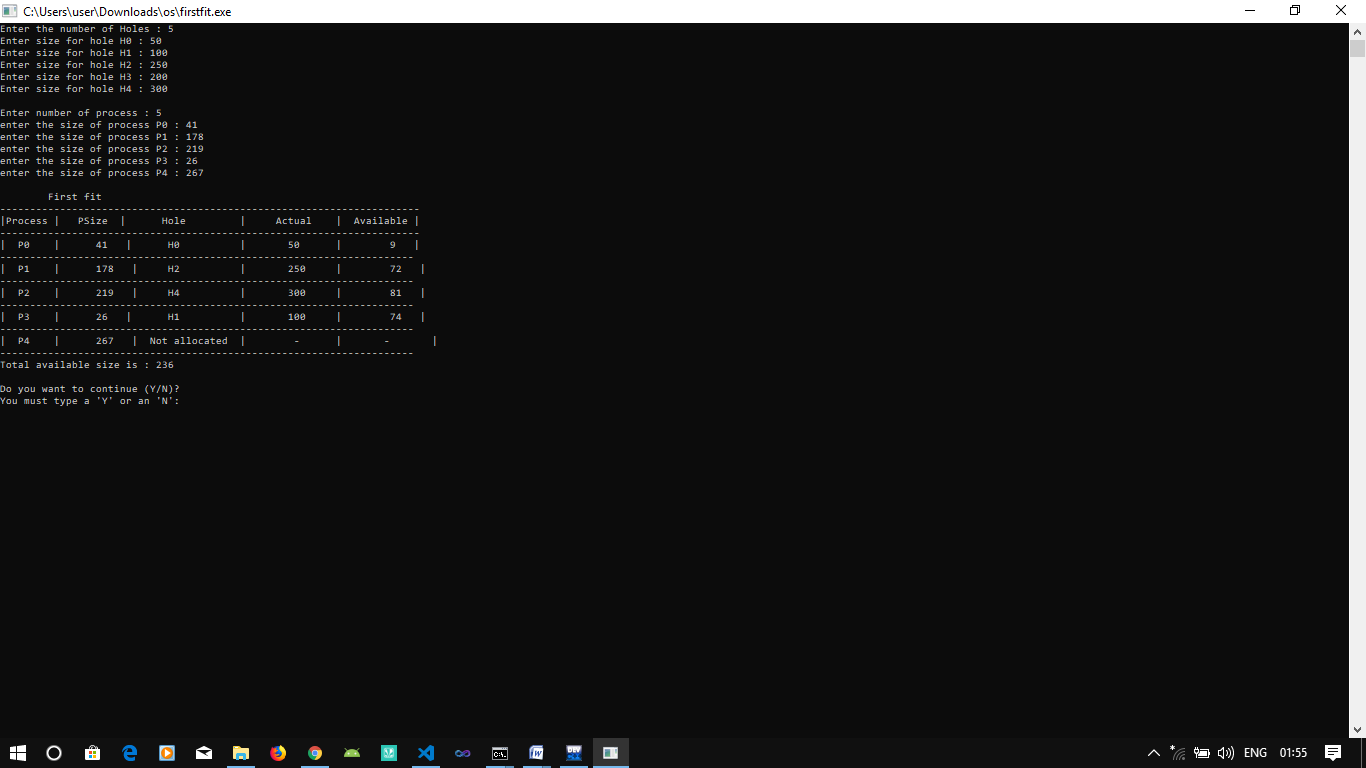 C:\Users\user\Downloads\os\firstfit.exe
Enter the number of Holes : 5
Enter size for hole H0 : 50
Enter size for hole H1 : 100
Enter size for hole H2 : 250
Enter size for hole H3 : 200
Enter size for hole H4 : 300
Enter number of process : 5
enter the size of process P0 : 41
enter the size of process P1 : 178
enter the size of process P2 : 219
enter the size of process P3 : 26
enter the size of process P4 : 267
First fit
----------------------------------------------------------------------
|Process |   PSize  |      Hole         |     Actual    |  Available |
----------------------------------------------------------------------
|  P0    |      41   |      H0          |       50      |        9   |
---------------------------------------------------------------------
|  P1    |      178   |     H2          |       250     |        72   |
---------------------------------------------------------------------
|  P2    |      219   |     H4          |       300     |        81   |
---------------------------------------------------------------------
|  P3    |      26   |      H1          |       100     |        74   |
---------------------------------------------------------------------
|  P4    |      267   |  Not allocated  |        -      |       -       |
---------------------------------------------------------------------
Total available size is : 236
Do you want to continue (Y/N)?
You must type a 'Y' or an 'N':
ENG 01:55